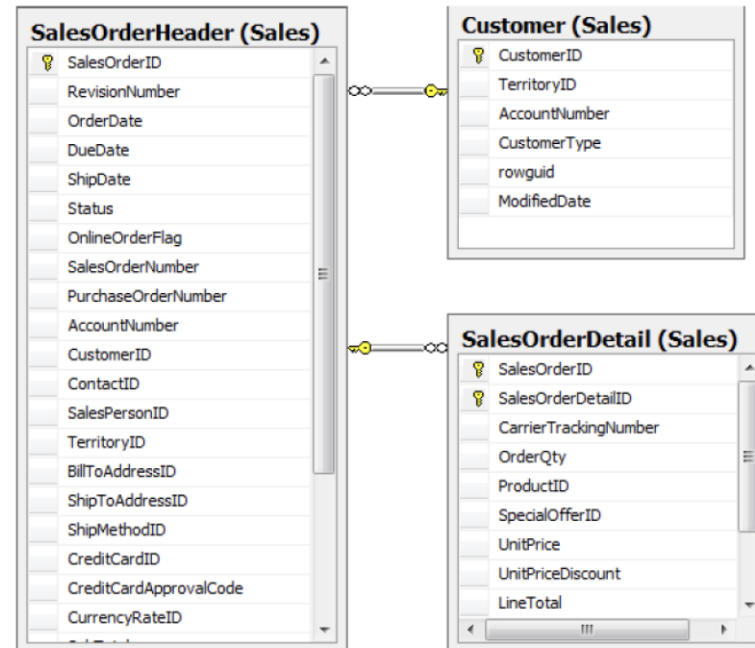 SalesOrderHeader (Sales)
SalesOrderID
RevisionNumber
OrderDate
DueDate
ShipDate
Status
OnlineOrderFlag
SalesOrderNumber
PurchaseOrderNumber
AccountNumber
CustomerID
ContactID
SalesPersonID
TerritoryID
BillToAddressID
ShipToAddressID
ShipMethodID
CreditCardID
CreditCardApprovalCode
CurrencyRateID
Customer (Sales)
CustomerID
TerritoryID
AccountNumber
CustomerType
rowguid
ModifiedDate
SalesOrderDetail (Sales)
SalesOrderID
SalesOrderDetailID
CarrierTrackingNumber
OrderQty
ProductID
SpecialOfferID
UnitPrice
UnitPriceDiscount
LineTotal